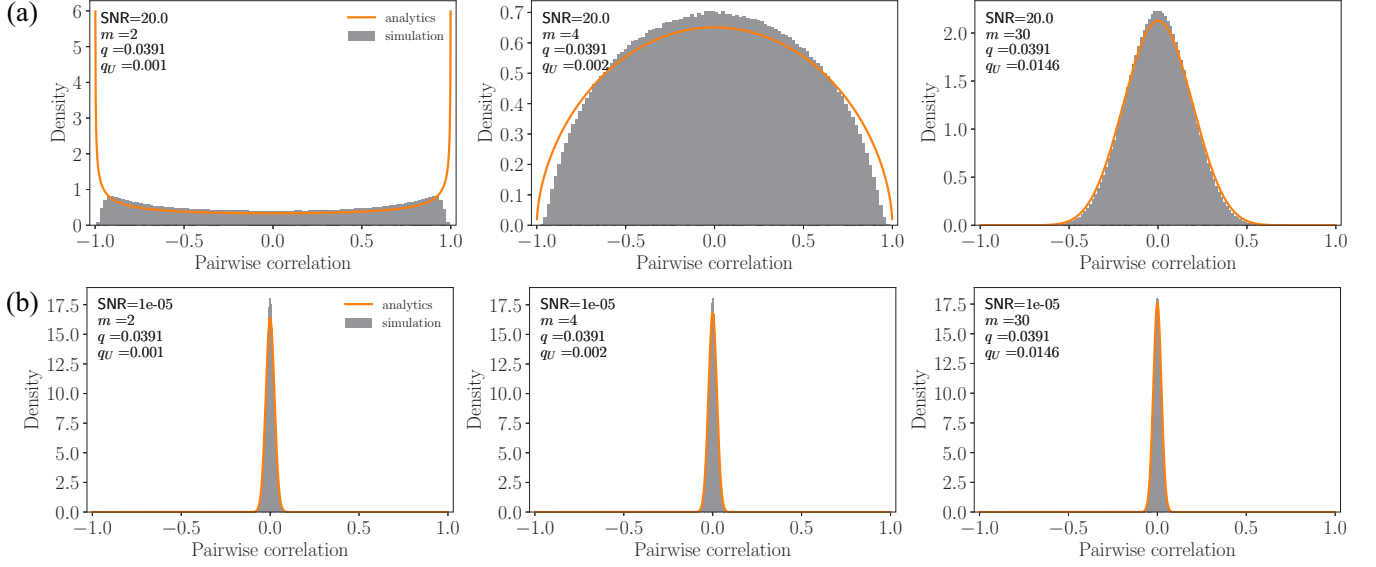 (a)
SNR=20.0
m =2
q =0.0391
q_U =0.001
analytics
simulation
Density
6
5
4
3
2
1
0
−1.0 −0.5 0.0 0.5 1.0
Pairwise correlation
SNR=20.0
m =4
q =0.0391
q_U =0.002
Density
0.7
0.6
0.5
0.4
0.3
0.2
0.1
0.0
−1.0 −0.5 0.0 0.5 1.0
Pairwise correlation
SNR=20.0
m =30
q =0.0391
q_U =0.0146
Density
2.0
1.5
1.0
0.5
0.0
−1.0 −0.5 0.0 0.5 1.0
Pairwise correlation
(b)
SNR=1e-05
m =2
q =0.0391
q_U =0.001
analytics
simulation
Density
17.5
15.0
12.5
10.0
7.5
5.0
2.5
0.0
−1.0 −0.5 0.0 0.5 1.0
Pairwise correlation
SNR=1e-05
m =4
q =0.0391
q_U =0.002
Density
17.5
15.0
12.5
10.0
7.5
5.0
2.5
0.0
−1.0 −0.5 0.0 0.5 1.0
Pairwise correlation
SNR=1e-05
m =30
q =0.0391
q_U =0.0146
Density
17.5
15.0
12.5
10.0
7.5
5.0
2.5
0.0
−1.0 −0.5 0.0 0.5 1.0
Pairwise correlation